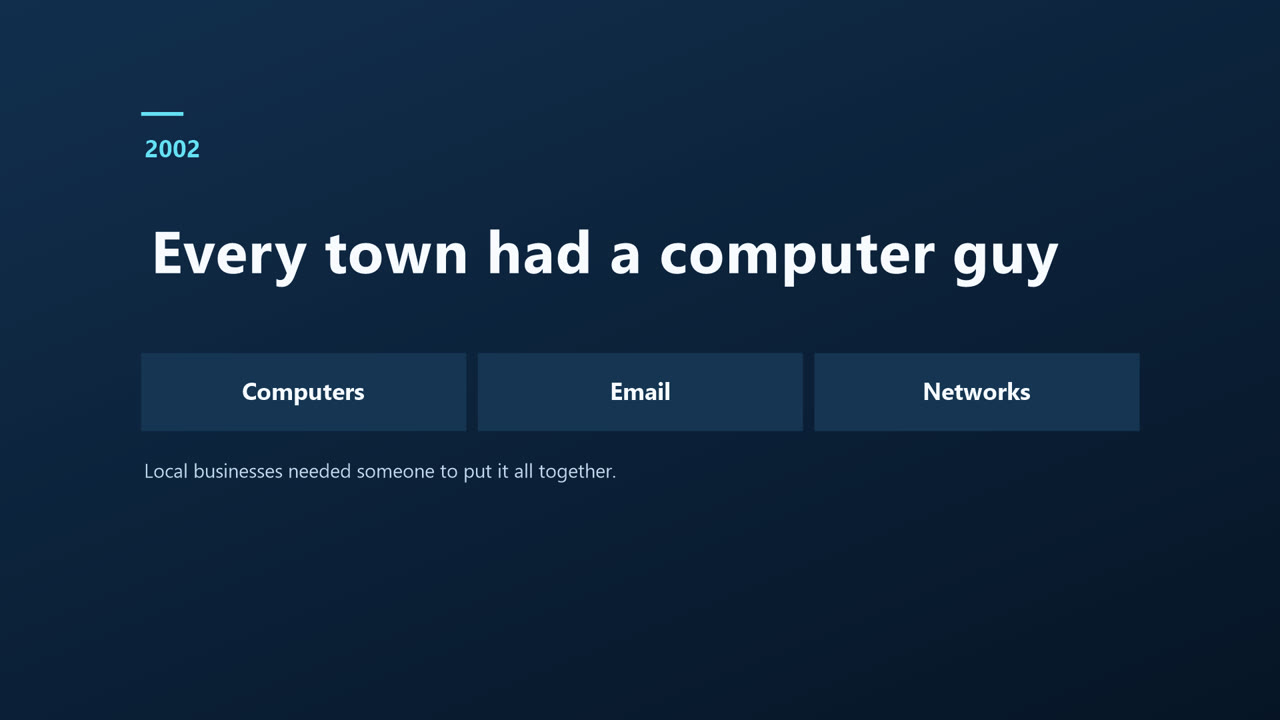 2002
Every town had a computer guy
Computers
Email
Networks
Local businesses needed someone to put it all together.